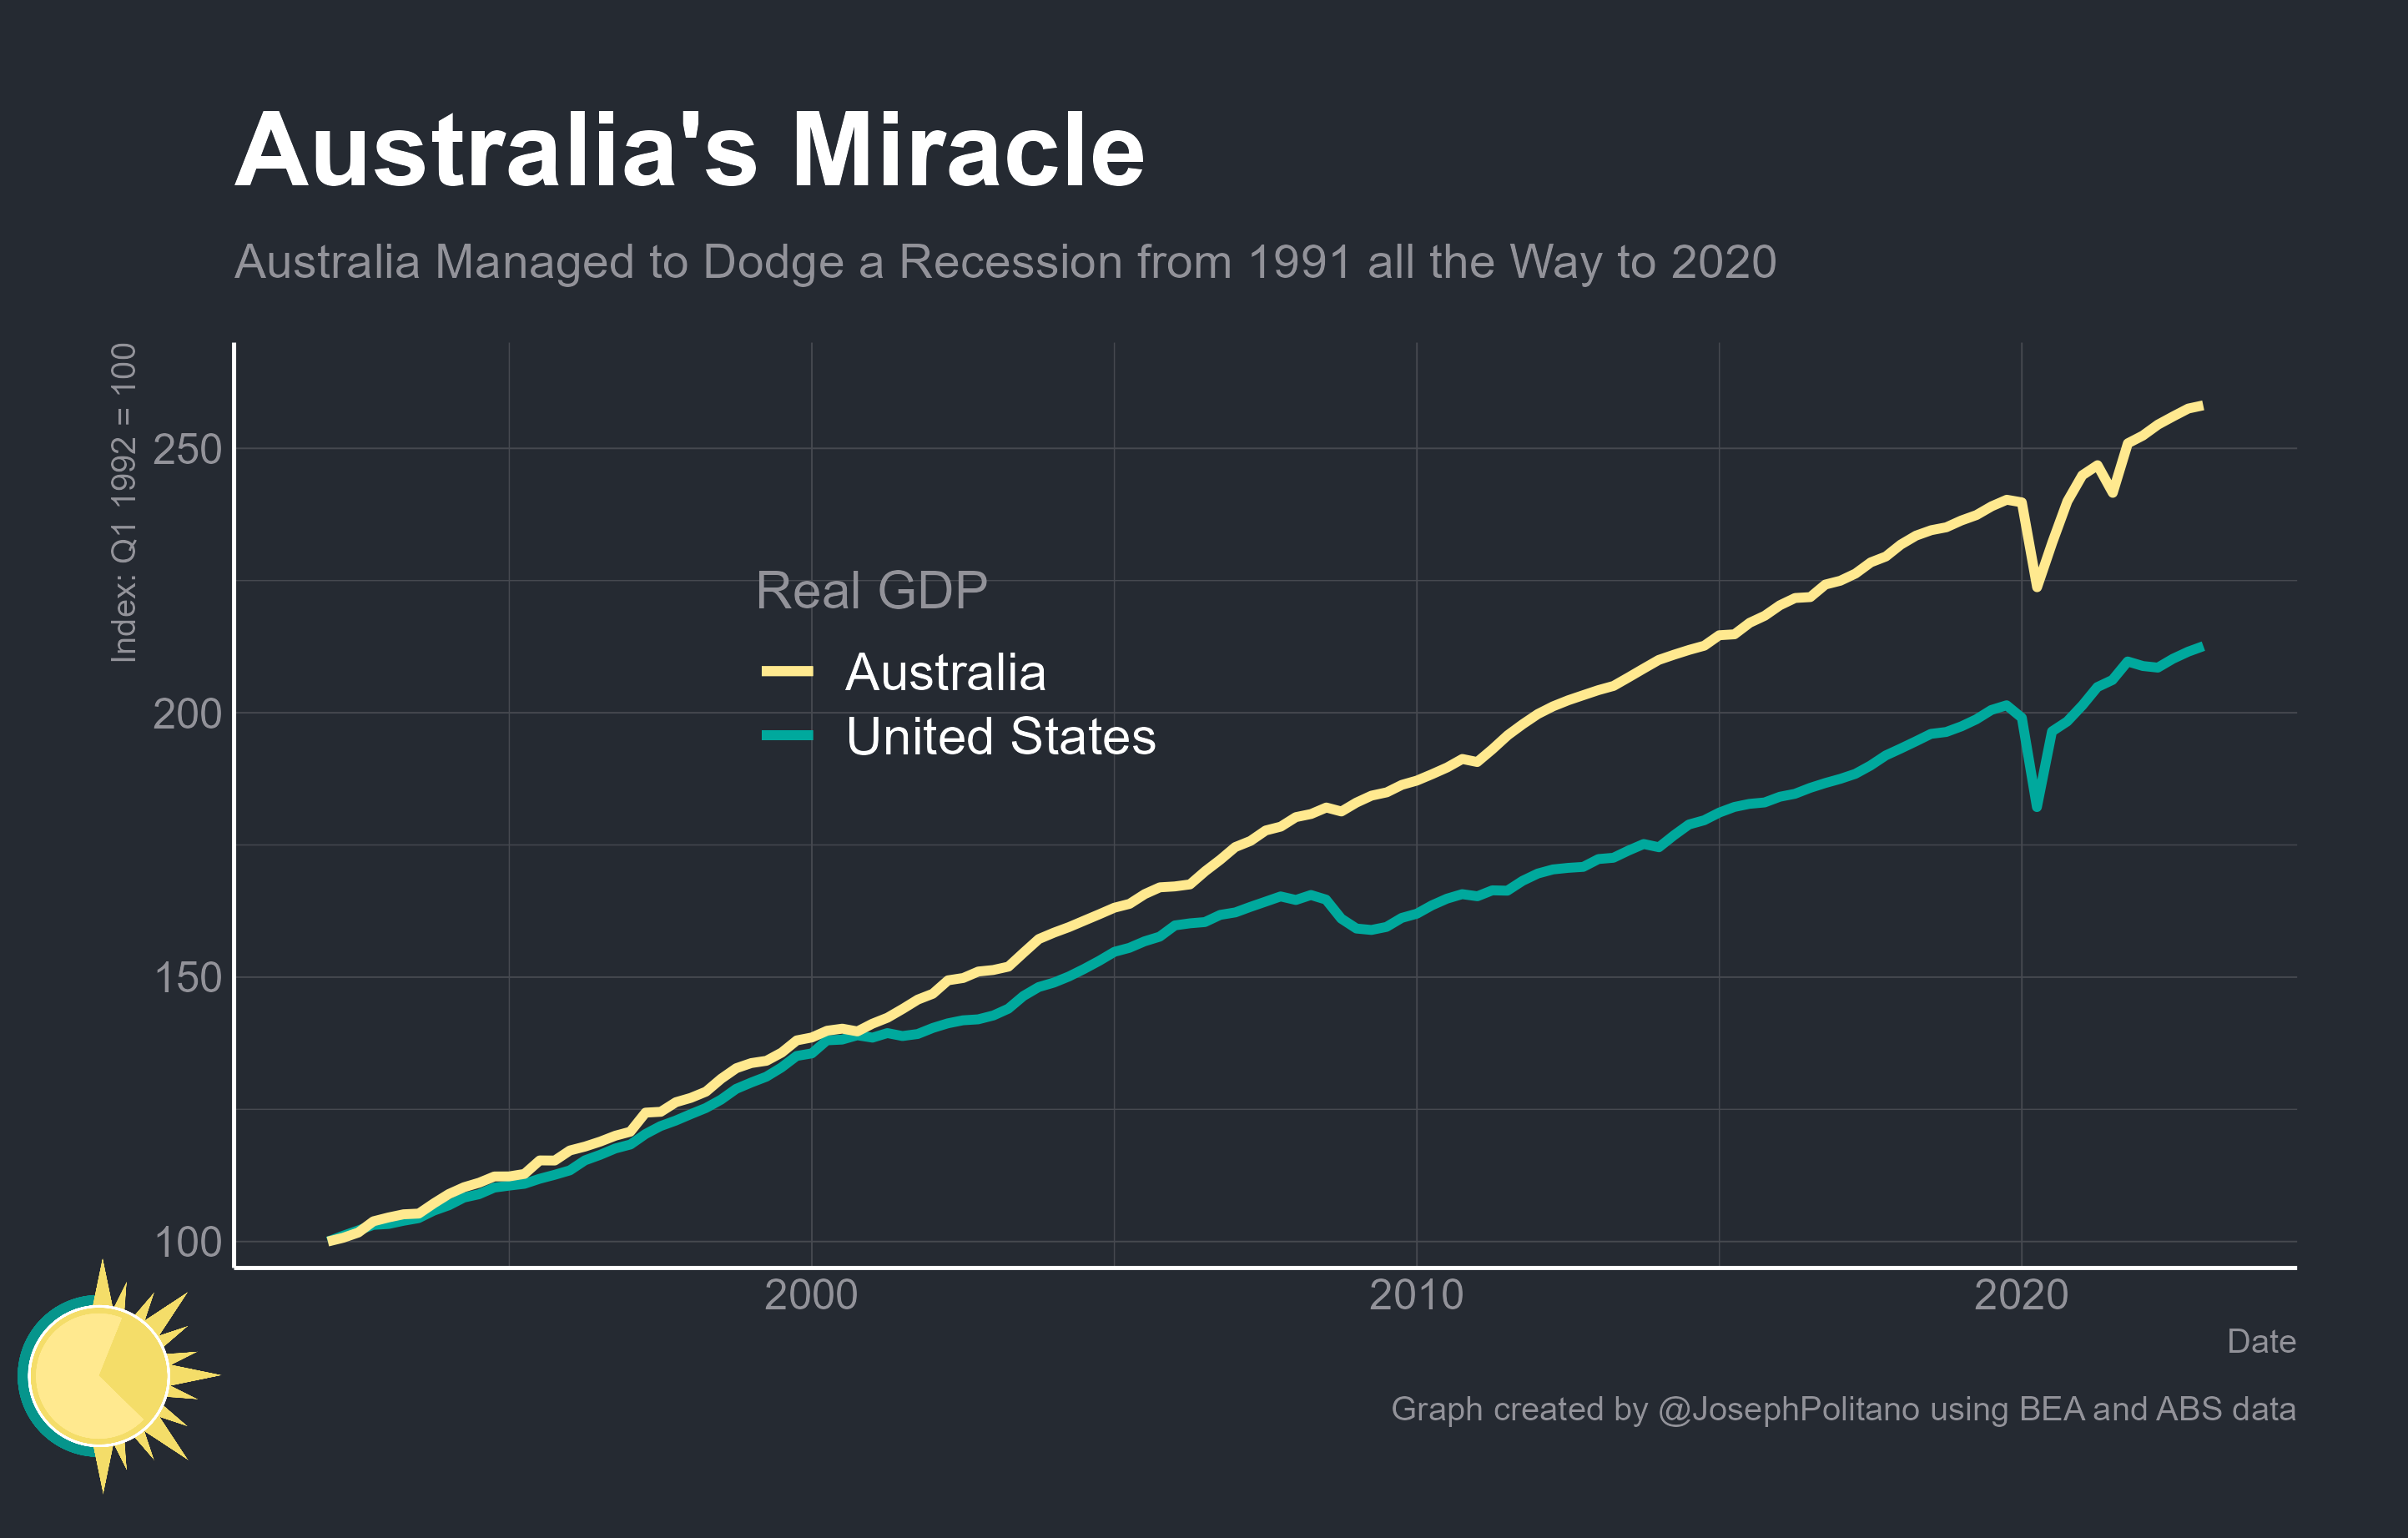 Australia's Miracle
Australia Managed to Dodge a Recession from 1991 all the Way to 2020
Index: Q1 1992 = 100
250
200
150
100
Real GDP
Australia
United States
2000
2010
2020
Date
Graph created by @JosephPolitano using BEA and ABS data